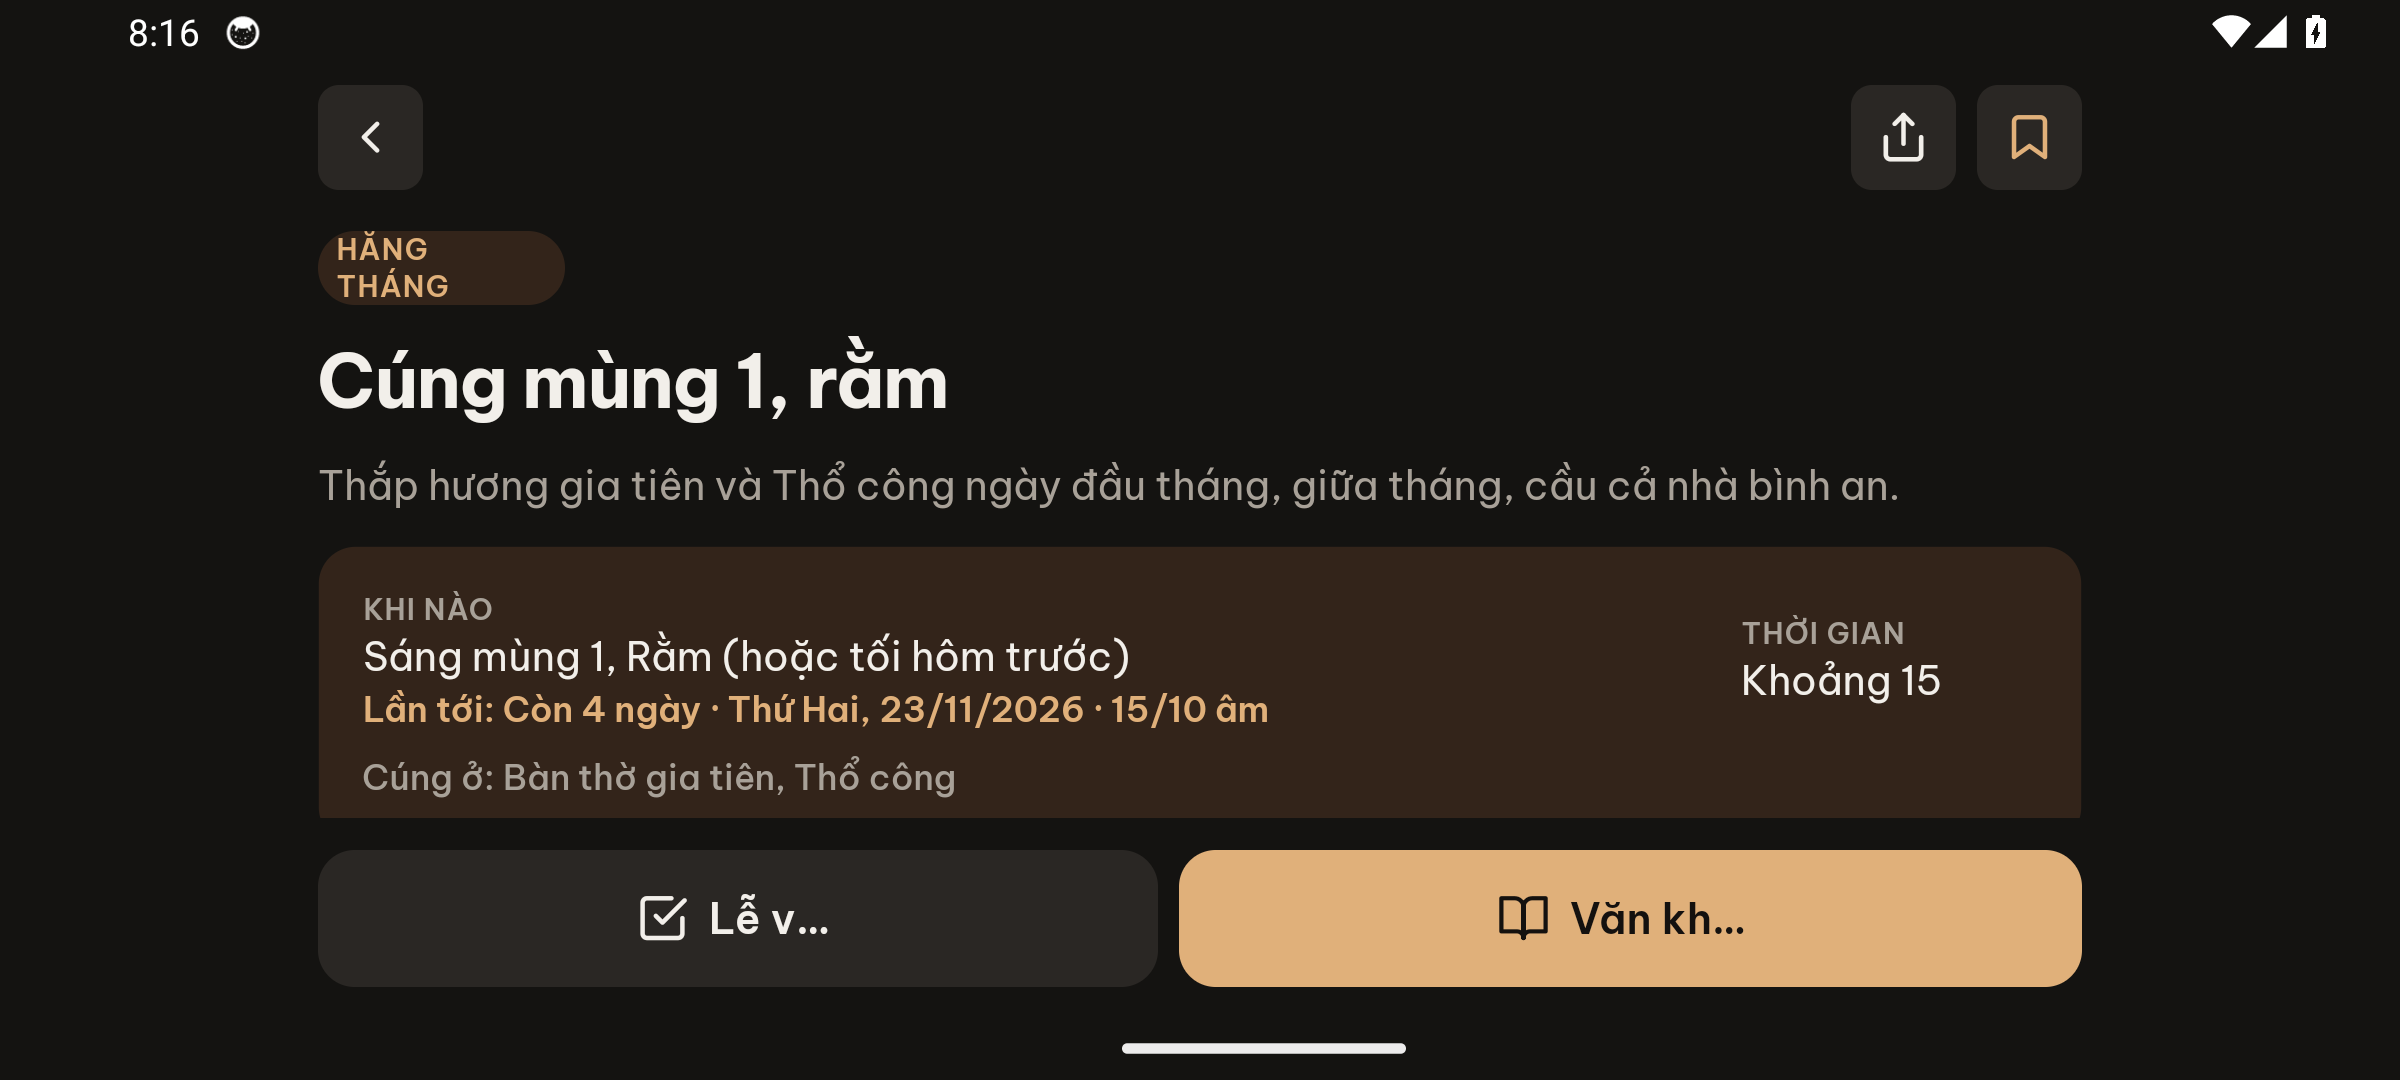 8:16
HẰNG
THÁNG
Cúng mùng 1, rằm
Thắp hương gia tiên và Thổ công ngày đầu tháng, giữa tháng, cầu cả nhà bình an.
KHI NÀO
Sáng mùng 1, Rằm (hoặc tối hôm trước)
Lần tới: Còn 4 ngày · Thứ Hai, 23/11/2026 · 15/10 âm
Cúng ở: Bàn thờ gia tiên, Thổ công
THỜI GIAN
Khoảng 15
Lễ v...
Văn kh...